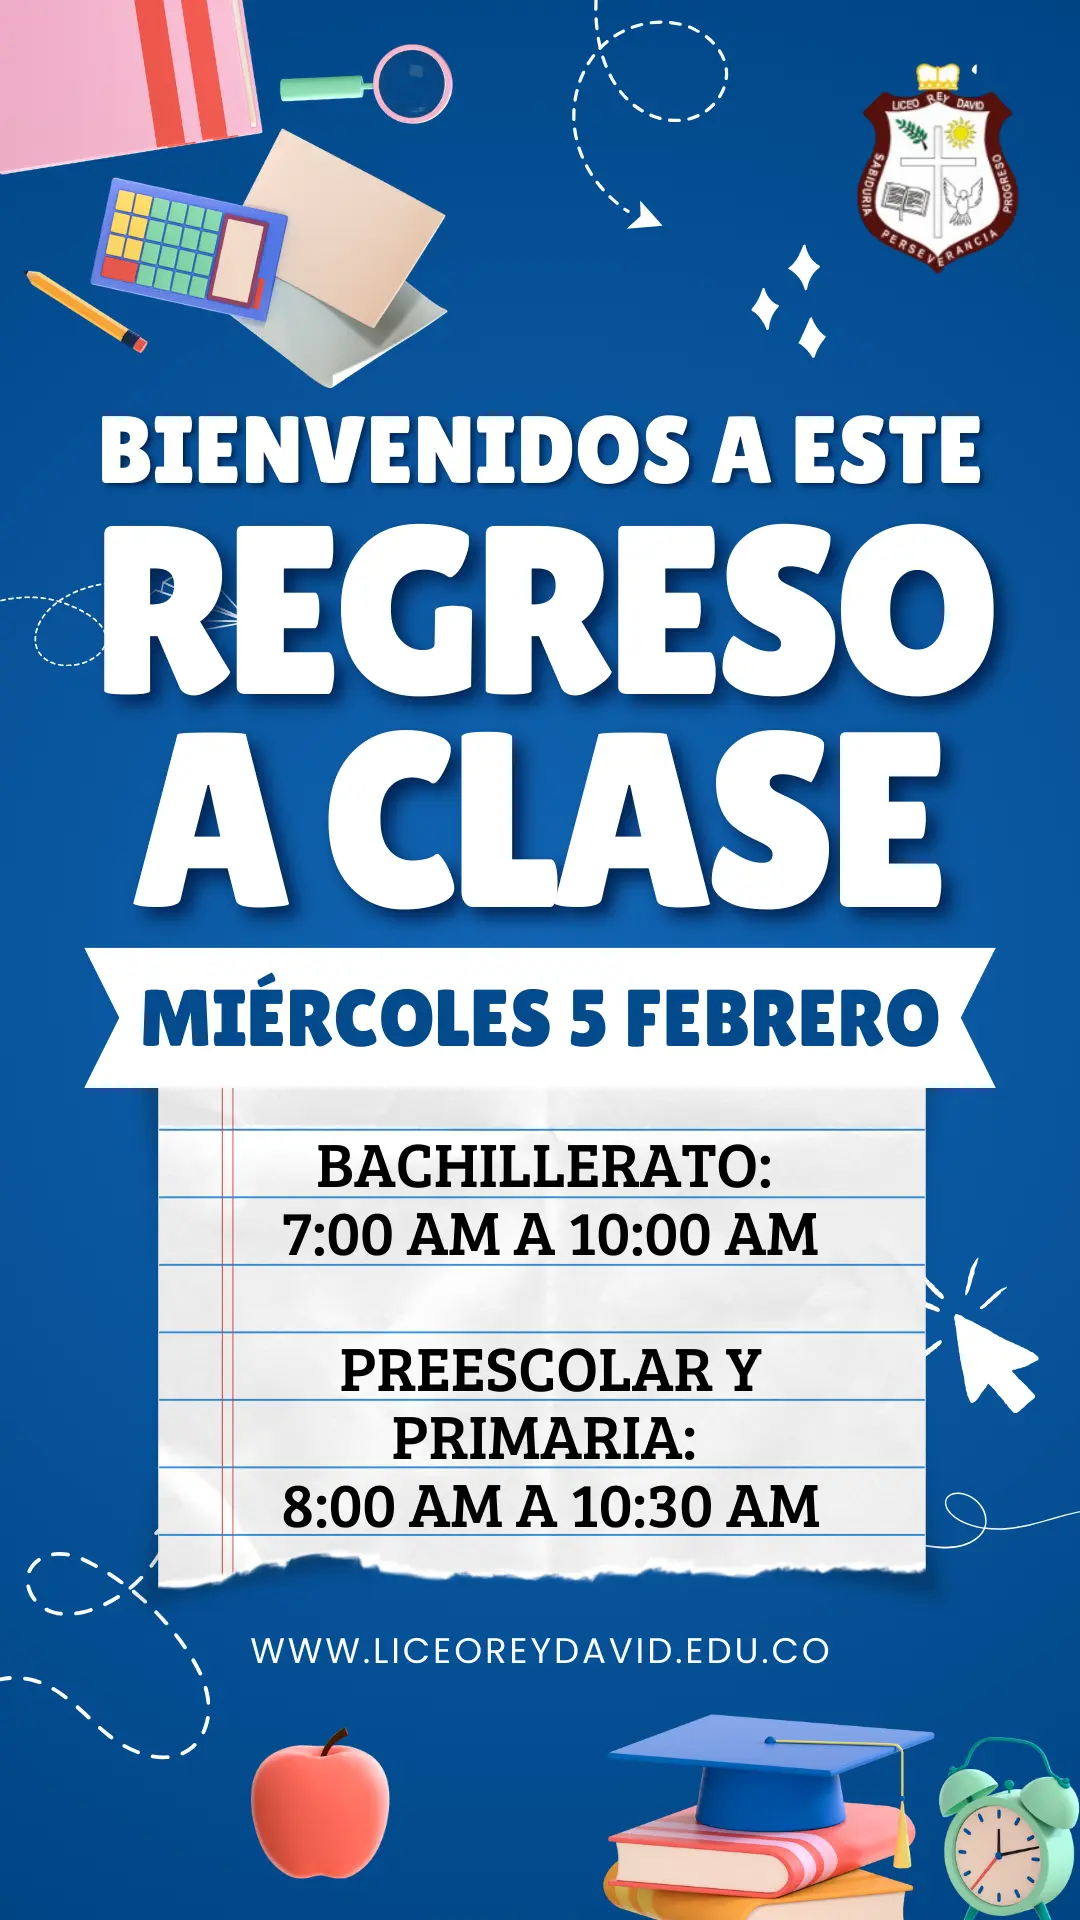 LICEO REY DAVID
SABIDURIA
PROGRESO
PERSEVERANCIA
BIENVENIDOS A ESTE
REGRESO
A CLASE
MIÉRCOLES 5 FEBRERO
BACHILLERATO:
7:00 AM A 10:00 AM
PREESCOLAR Y
PRIMARIA:
8:00 AM A 10:30 AM
WWW.LICEOREYDAVID.EDU.CO